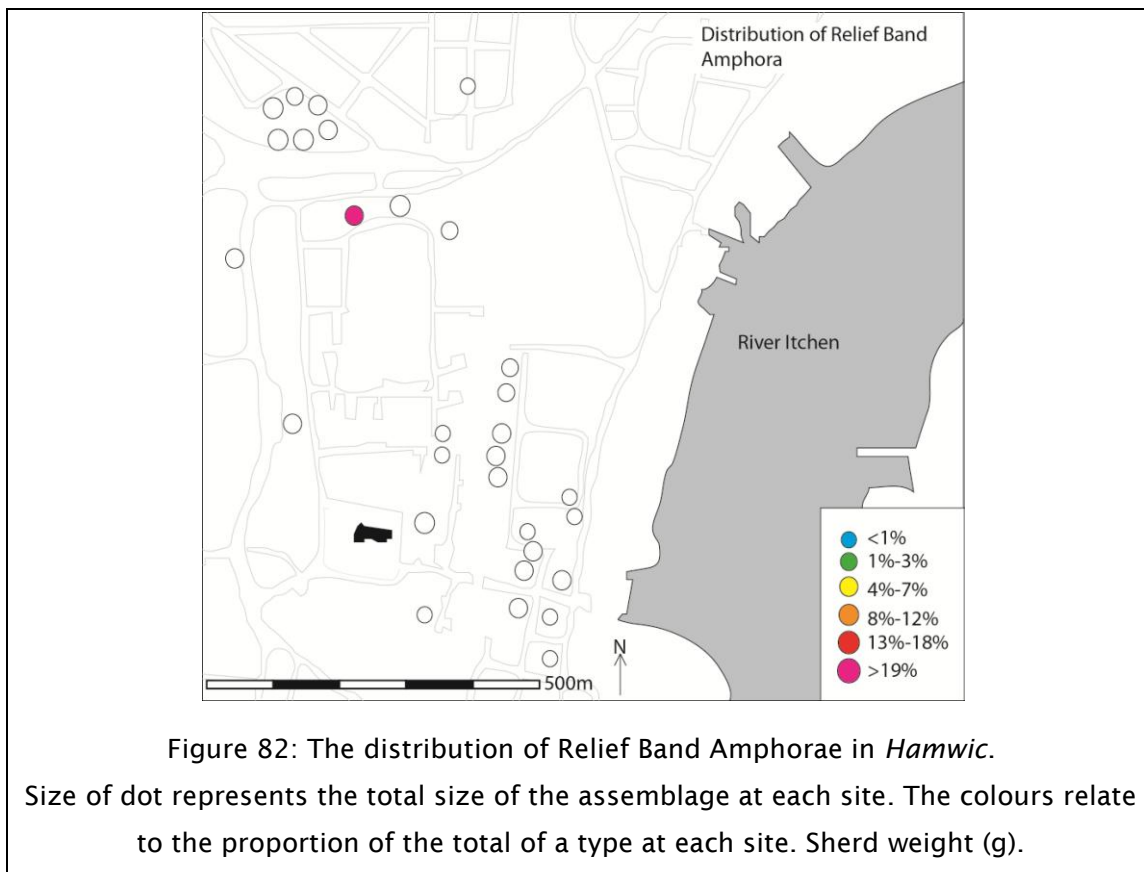 Distribution of Relief Band
Amphora
River Itchen
<1%
1%-3%
4%-7%
8%-12%
13%-18%
>19%
N
500m
Figure 82: The distribution of Relief Band Amphorae in Hamwic.
Size of dot represents the total size of the assemblage at each site. The colours relate
to the proportion of the total of a type at each site. Sherd weight (g).